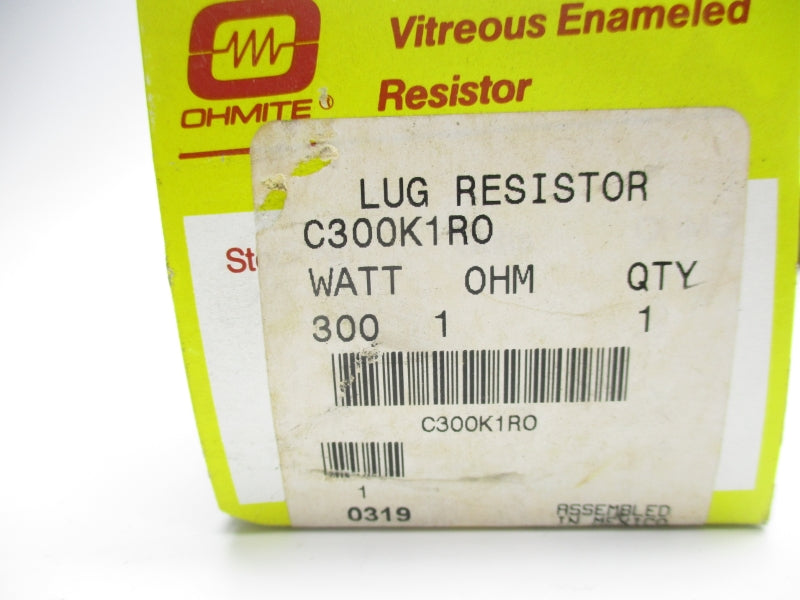 Vitreous Enameled
OHMITE®
Resistor
LUG RESISTOR
C300K1R0
WATT OHM QTY
300 1 1
C300K1R0
1
0319
ASSEMBLED
IN MEXICO